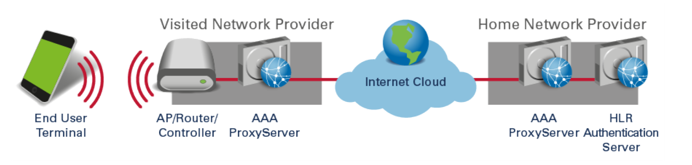 Visited Network Provider
Home Network Provider
Internet Cloud
End User
Terminal
AP/Router/
Controller
AAA
ProxyServer
AAA
ProxyServer
HLR
Authentication
Server